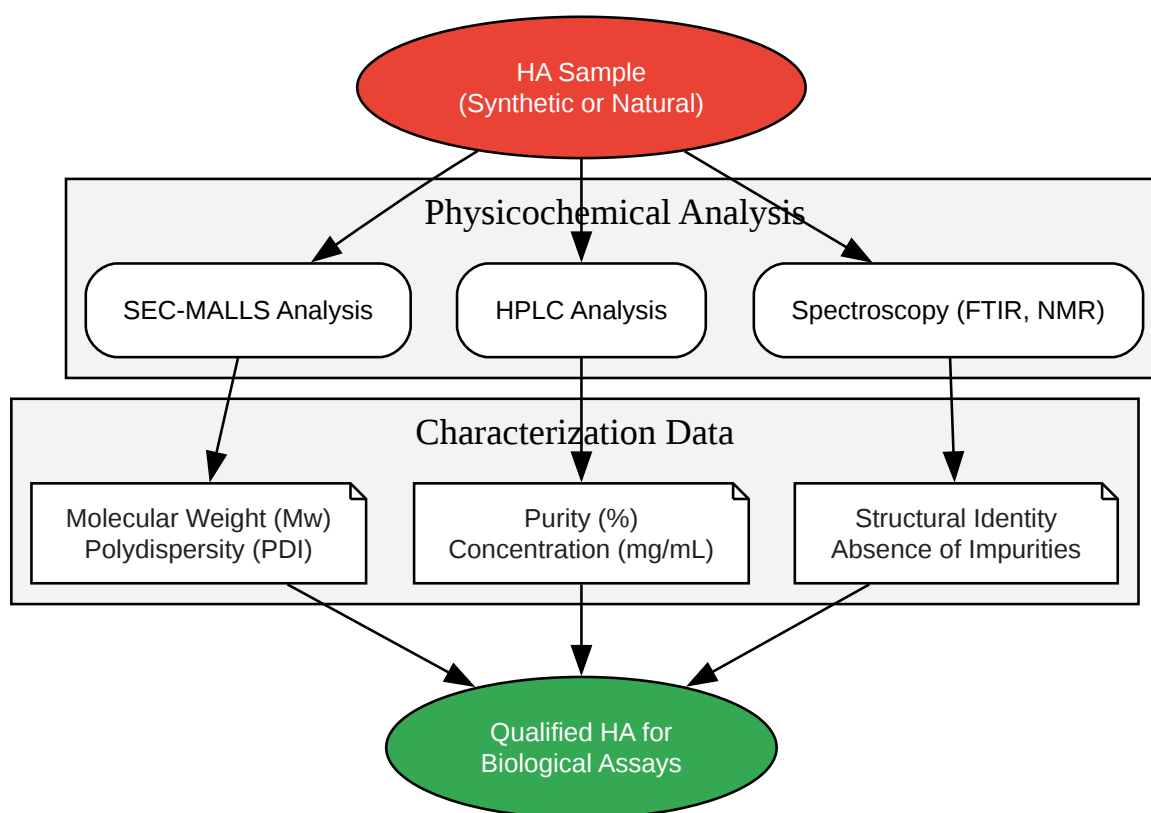 HA Sample
(Synthetic or Natural)
Physicochemical Analysis
SEC-MALLS Analysis
HPLC Analysis
Spectroscopy (FTIR, NMR)
Characterization Data
Molecular Weight (Mw)
Polydispersity (PDI)
Purity (%)
Concentration (mg/mL)
Structural Identity
Absence of Impurities
Qualified HA for
Biological Assays